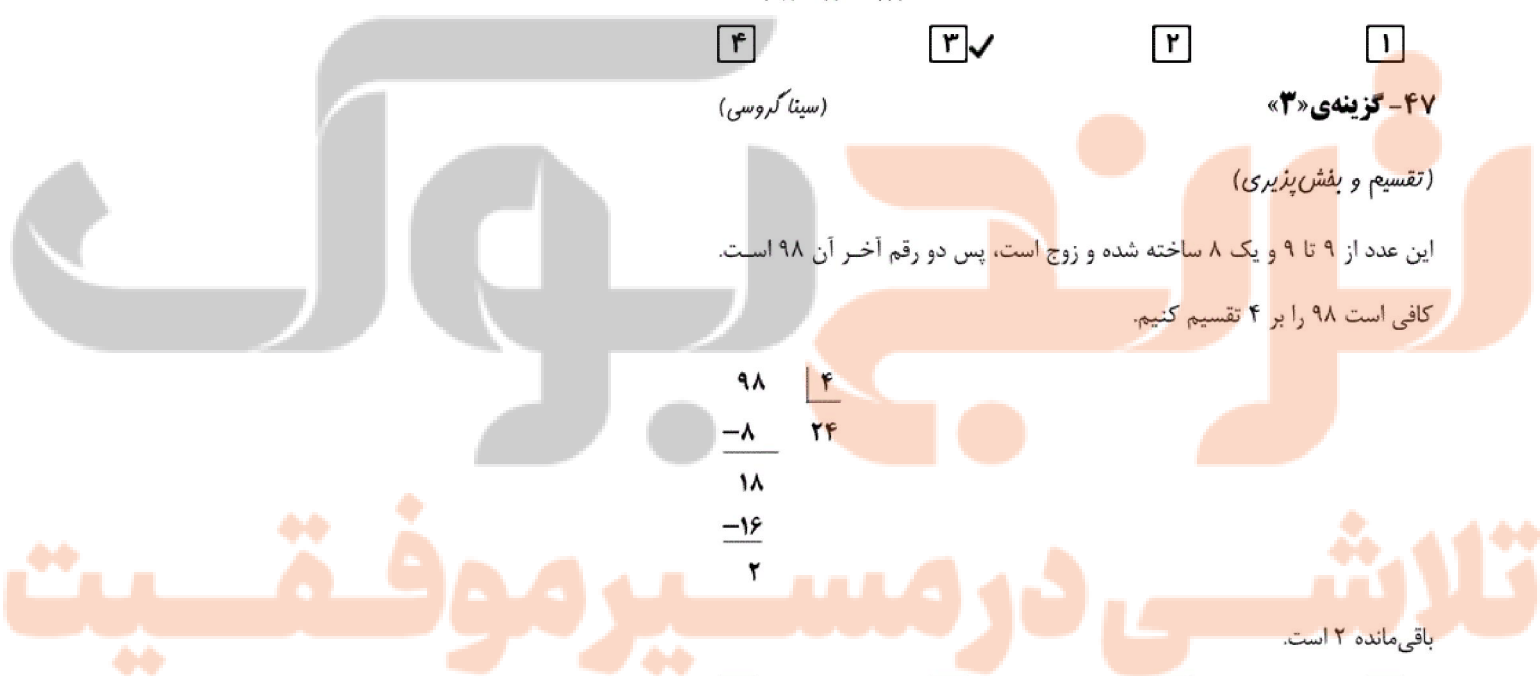 ۱ ۲ ۳ ✓ ۴
۴۷- گزینه‌ی «۳» (سینا گروسی)
(تقسیم و بخش‌پذیری)
این عدد از ۹ تا ۹ و یک ۸ ساخته شده و زوج است، پس دو رقم آخر آن ۹۸ است.
کافی است ۹۸ را بر ۴ تقسیم کنیم.
۹۸ ۴
−۸ ۲۴
۱۸
−۱۶
۲
باقی‌مانده ۲ است.
ترنج بوک
تلاشی در مسیر موفقیت